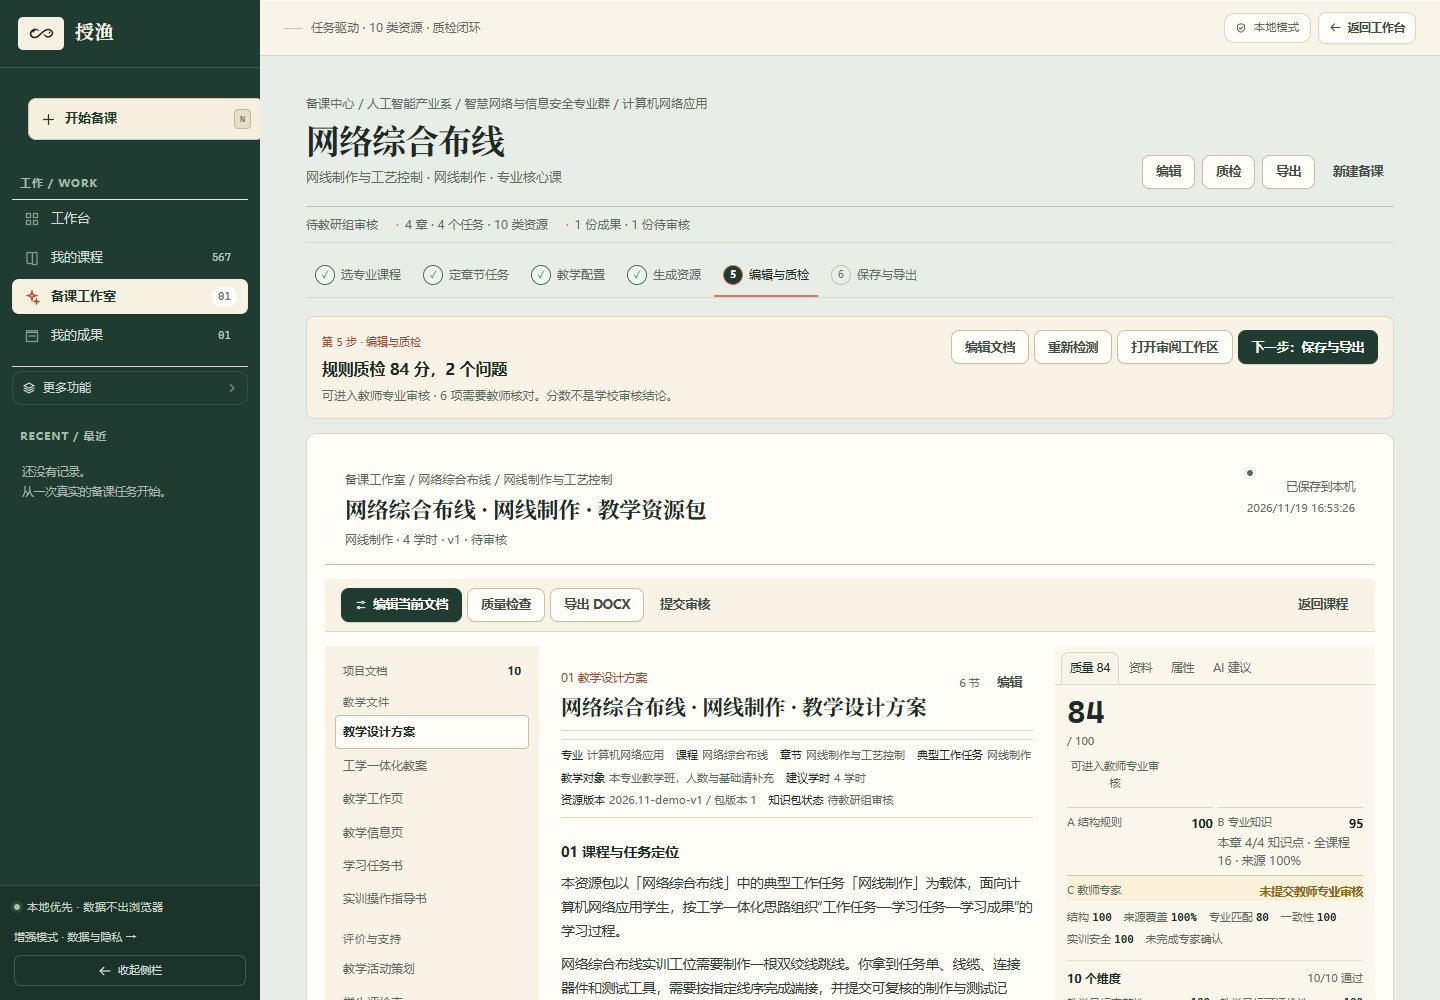 授渔
开始备课
N
工作 / WORK
工作台
我的课程
567
备课工作室
01
我的成果
01
更多功能
RECENT / 最近
还没有记录。
从一次真实的备课任务开始。
本地优先 · 数据不出浏览器
增强模式 · 数据与隐私 →
收起侧栏
任务驱动 · 10 类资源 · 质检闭环
本地模式
返回工作台
备课中心 / 人工智能产业系 / 智慧网络与信息安全专业群 / 计算机网络应用
网络综合布线
网线制作与工艺控制 · 网线制作 · 专业核心课
编辑
质检
导出
新建备课
待教研组审核 · 4 章 · 4 个任务 · 10 类资源 · 1 份成果 · 1 份待审核
选专业课程
定章节任务
教学配置
生成资源
5 编辑与质检
6 保存与导出
第 5 步 · 编辑与质检
规则质检 84 分，2 个问题
可进入教师专业审核 · 6 项需要教师核对。分数不是学校审核结论。
编辑文档
重新检测
打开审阅工作区
下一步：保存与导出
备课工作室 / 网络综合布线 / 网线制作与工艺控制
网络综合布线 · 网线制作 · 教学资源包
网线制作 · 4 学时 · v1 · 待审核
已保存到本机
2026/11/19 16:53:26
编辑当前文档
质量检查
导出 DOCX
提交审核
返回课程
项目文档
10
教学文件
教学设计方案
工学一体化教案
教学工作页
教学信息页
学习任务书
实训操作指导书
评价与支持
教学活动策划
01 教学设计方案
网络综合布线 · 网线制作 · 教学设计方案
6 节
编辑
专业 计算机网络应用 课程 网络综合布线 章节 网线制作与工艺控制 典型工作任务 网线制作
教学对象 本专业教学班，人数与基础请补充 建议学时 4 学时
资源版本 2026.11-demo-v1 / 包版本 1 知识包状态 待教研组审核
01 课程与任务定位
本资源包以「网络综合布线」中的典型工作任务「网线制作」为载体，面向计
算机网络应用学生，按工学一体化思路组织“工作任务—学习任务—学习成果”的
学习过程。
网络综合布线实训工位需要制作一根双绞线跳线。你拿到任务单、线缆、连接
器件和测试工具，需要按指定线序完成端接，并提交可复核的制作与测试记
质量 84
资料
属性
AI 建议
84
/ 100
可进入教师专业审
核
A 结构规则
100
B 专业知识
95
本章 4/4 知识点 · 全课程
16 · 来源 100%
C 教师专家
未提交教师专业审核
结构 100 来源覆盖 100% 专业匹配 80 一致性 100
实训安全 100 未完成专家确认
10 个维度
10/10 通过